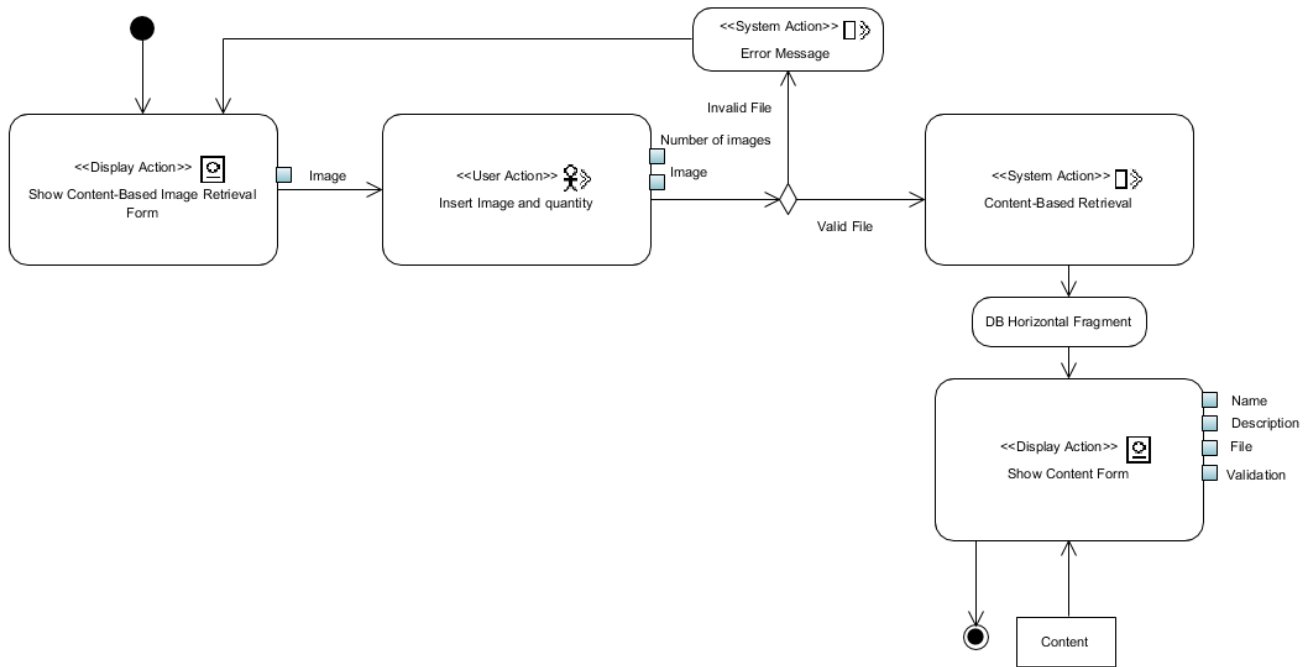 <<System Action>>
Error Message
Invalid File
<<Display Action>>
Show Content-Based Image Retrieval
Form
Image
<<User Action>>
Insert Image and quantity
Number of images
Image
Valid File
<<System Action>>
Content-Based Retrieval
DB Horizontal Fragment
<<Display Action>>
Show Content Form
Name
Description
File
Validation
Content